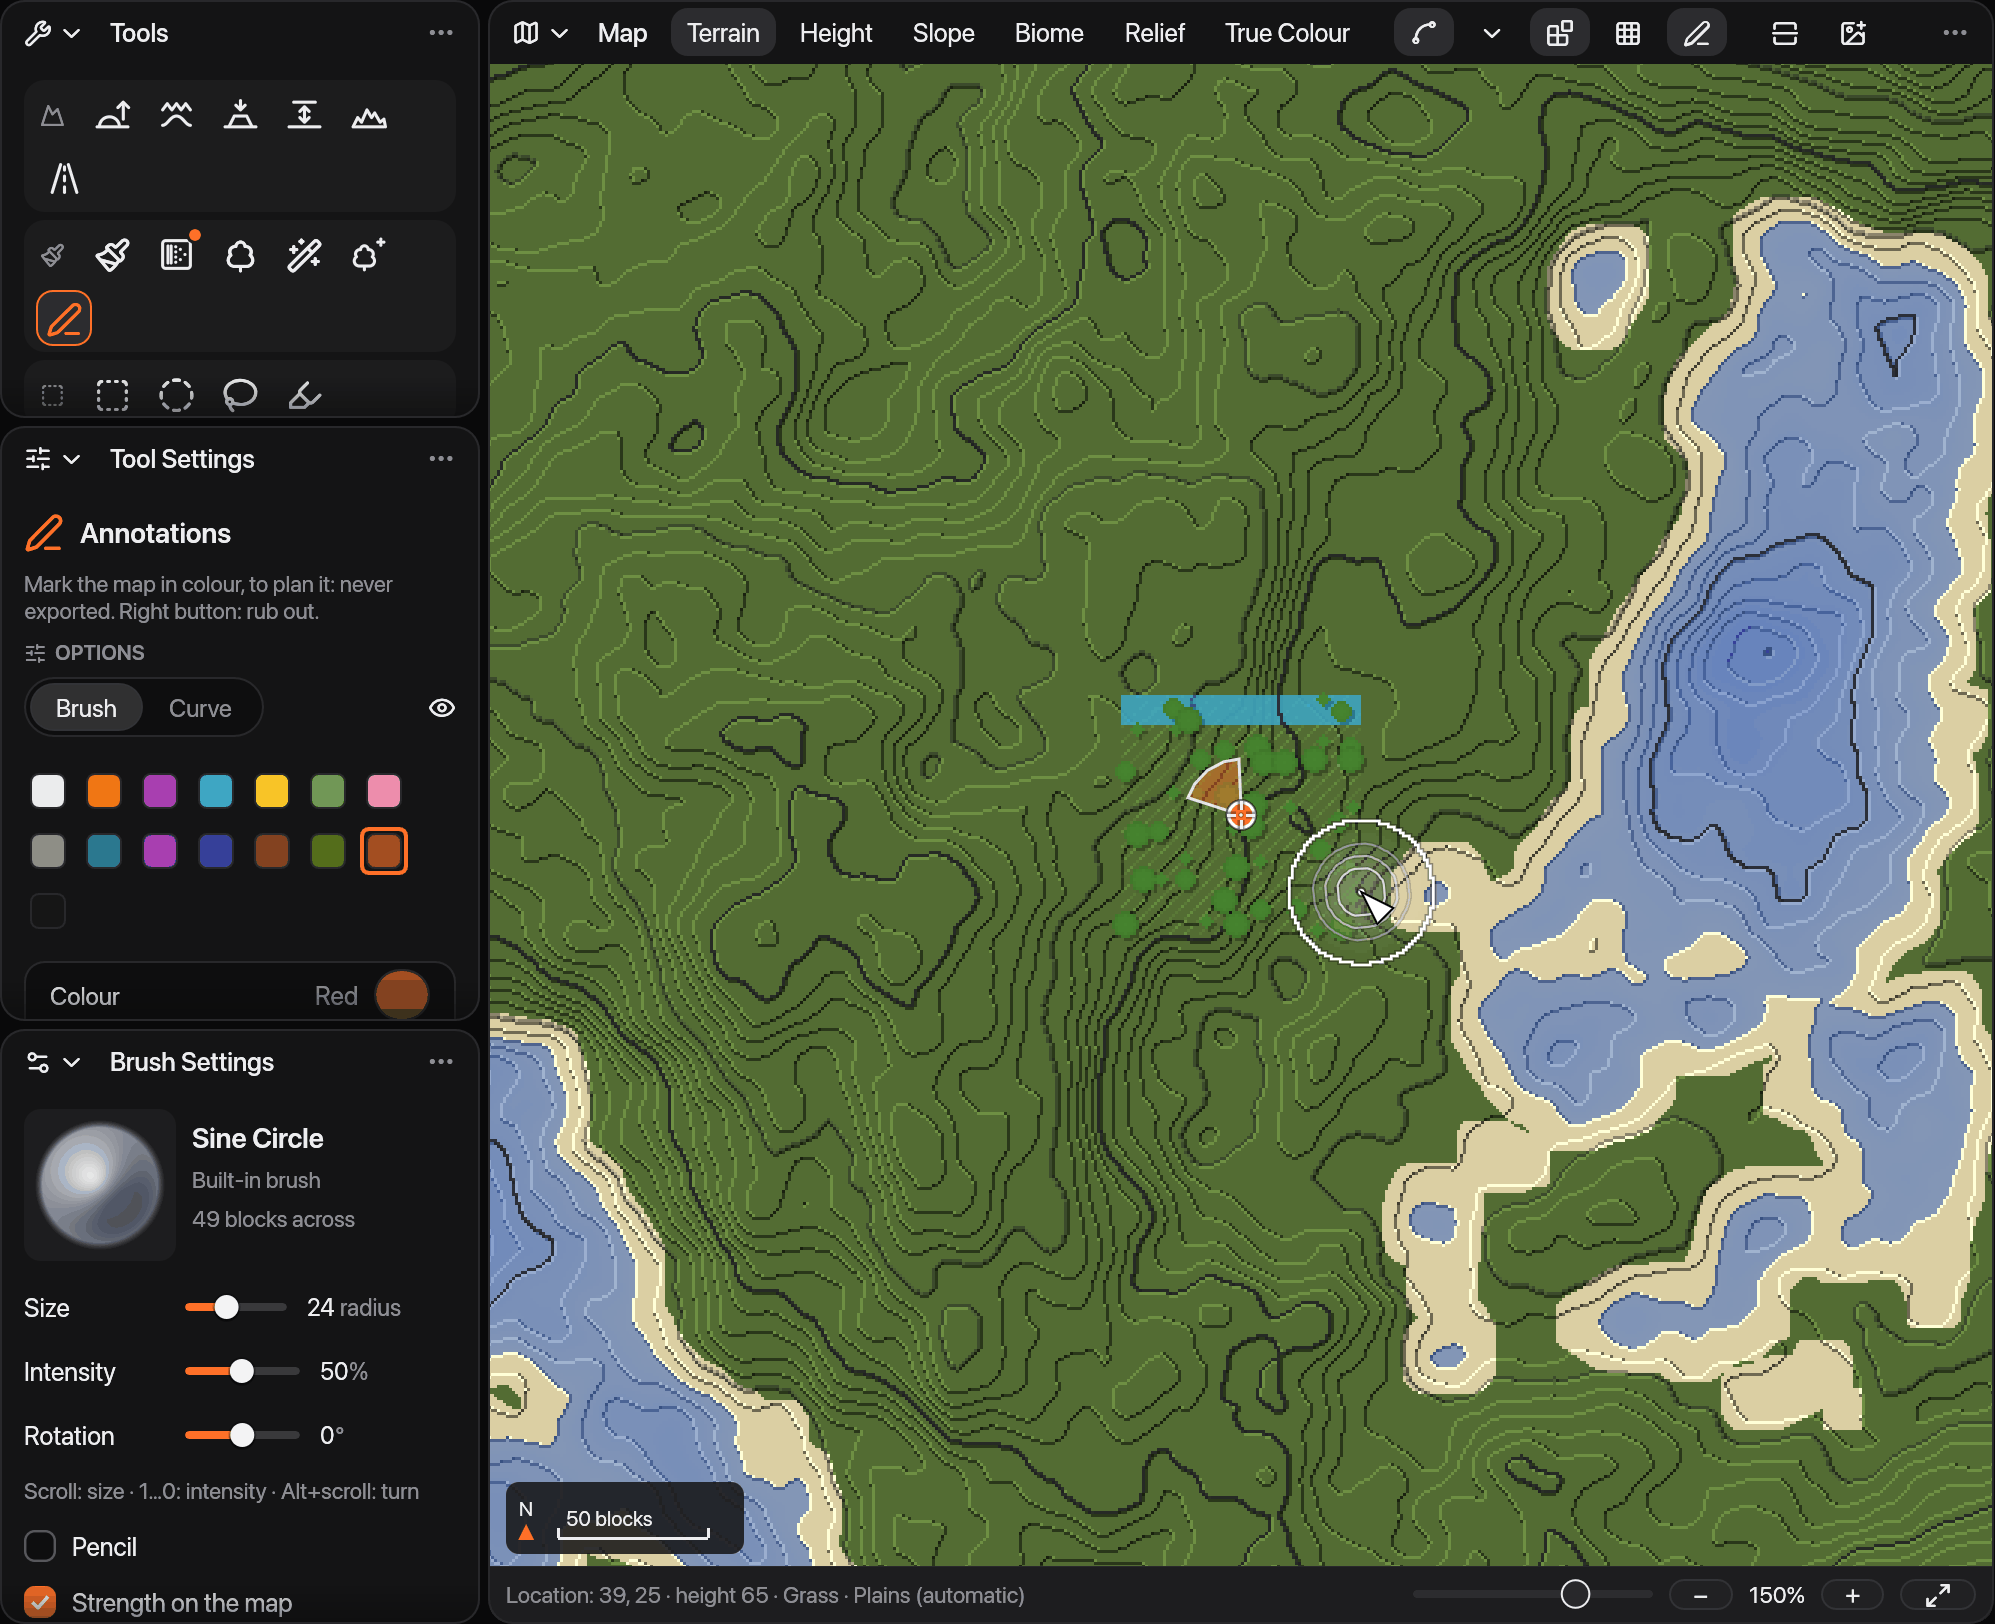 Tools
Map
Terrain
Height
Slope
Biome
Relief
True Colour
Tool Settings
Annotations
Mark the map in colour, to plan it: never
exported. Right button: rub out.
OPTIONS
Brush
Curve
Colour
Red
Brush Settings
Sine Circle
Built-in brush
49 blocks across
Size
24 radius
Intensity
50%
Rotation
0°
Scroll: size · 1...0: intensity · Alt+scroll: turn
Pencil
Strength on the map
N
50 blocks
Location: 39, 25 · height 65 · Grass · Plains (automatic)
150%